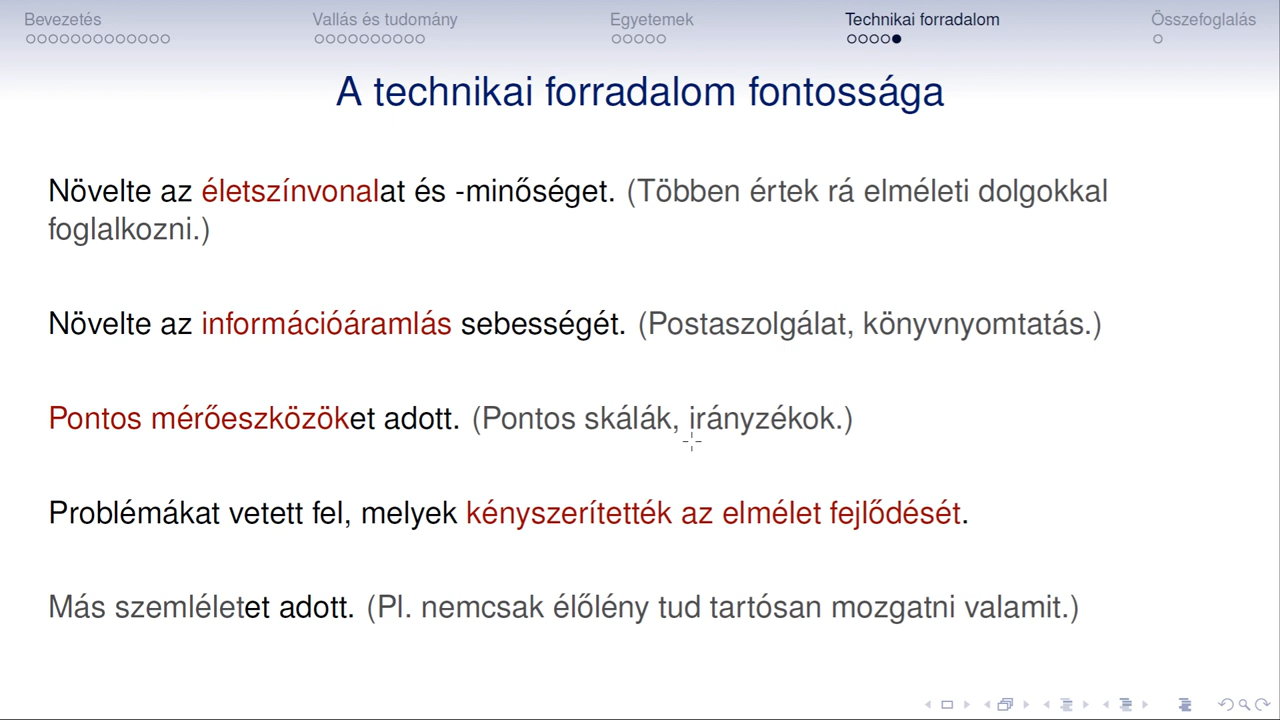 Bevezetés Vallás és tudomány Egyetemek Technikai forradalom Összefoglalás
A technikai forradalom fontossága
Növelte az életszínvonalat és -minőséget. (Többen értek rá elméleti dolgokkal
foglalkozni.)
Növelte az információáramlás sebességét. (Postaszolgálat, könyvnyomtatás.)
Pontos mérőeszközöket adott. (Pontos skálák, irányzékok.)
Problémákat vetett fel, melyek kényszerítették az elmélet fejlődését.
Más szemléletet adott. (Pl. nemcsak élőlény tud tartósan mozgatni valamit.)